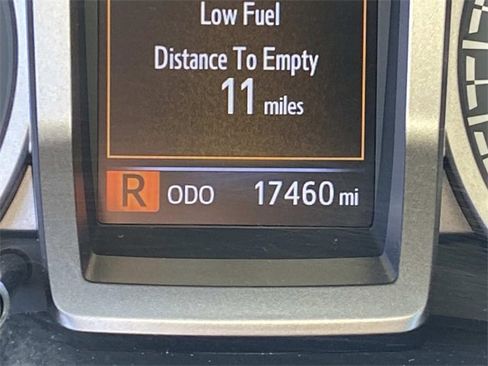 Low Fuel
Distance To Empty
11 miles
R ODO 17460 mi